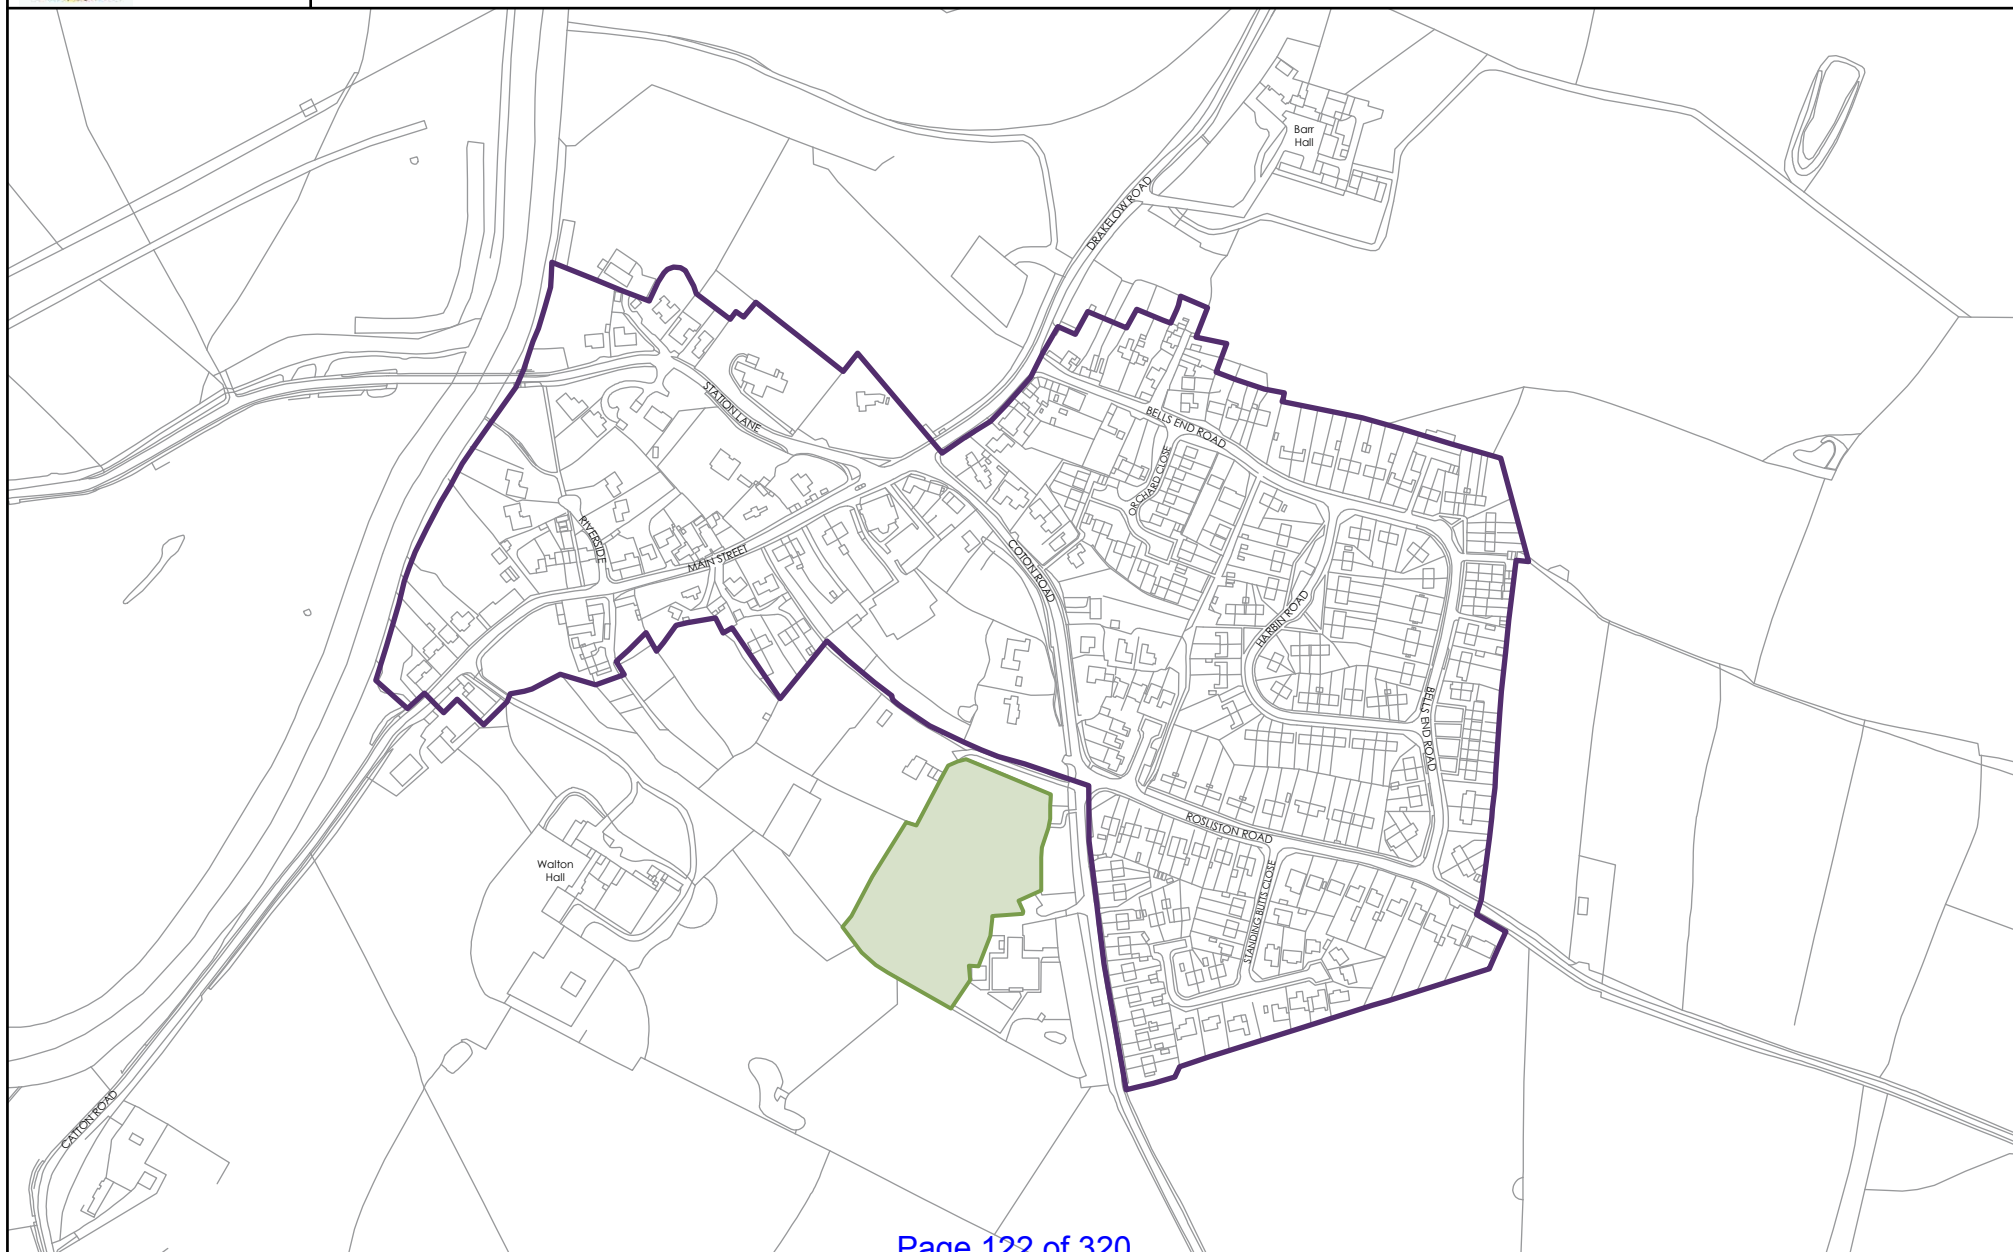 Barr
Hall
DRAKELOW ROAD
STATION LANE
BELLS END ROAD
ORCHARD CLOSE
RIVERSIDE
MAIN STREET
COTON ROAD
HARBIN ROAD
BELLS END ROAD
ROSLISTON ROAD
Walton
Hall
STANDING BUTTS CLOSE
CATTON ROAD
Page 122 of 320